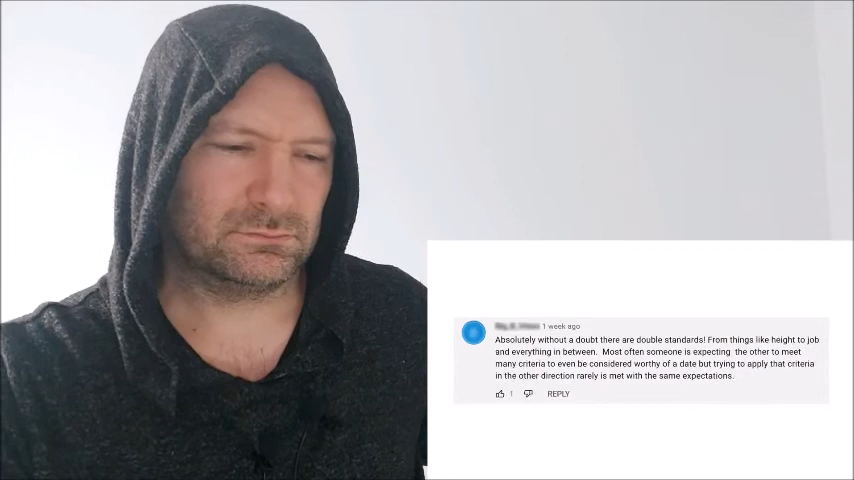 1 week ago
Absolutely without a doubt there are double standards! From things like height to job
and everything in between. Most often someone is expecting the other to meet
many criteria to even be considered worthy of a date but trying to apply that criteria
in the other direction rarely is met with the same expectations.
1 REPLY